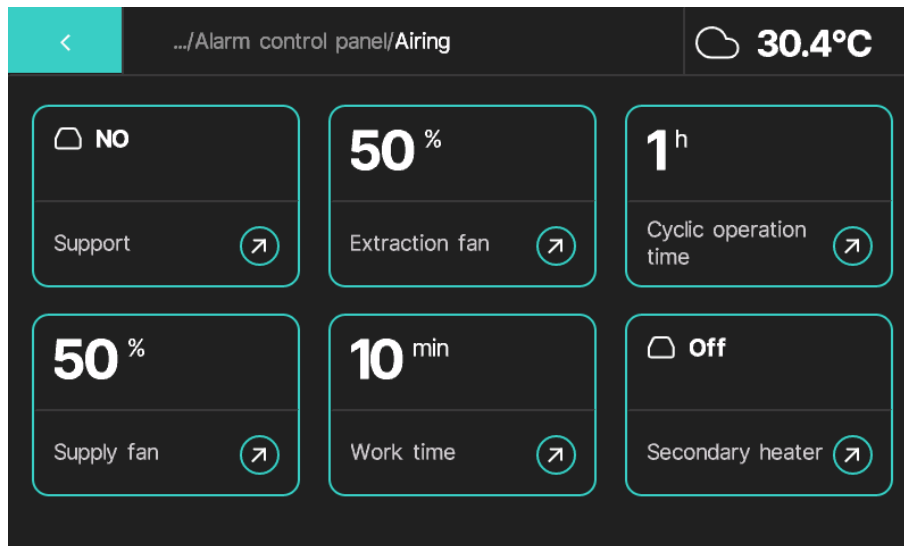 .../Alarm control panel/Airing
30.4°C
NO
Support
50 %
Extraction fan
1 h
Cyclic operation
time
50 %
Supply fan
10 min
Work time
Off
Secondary heater